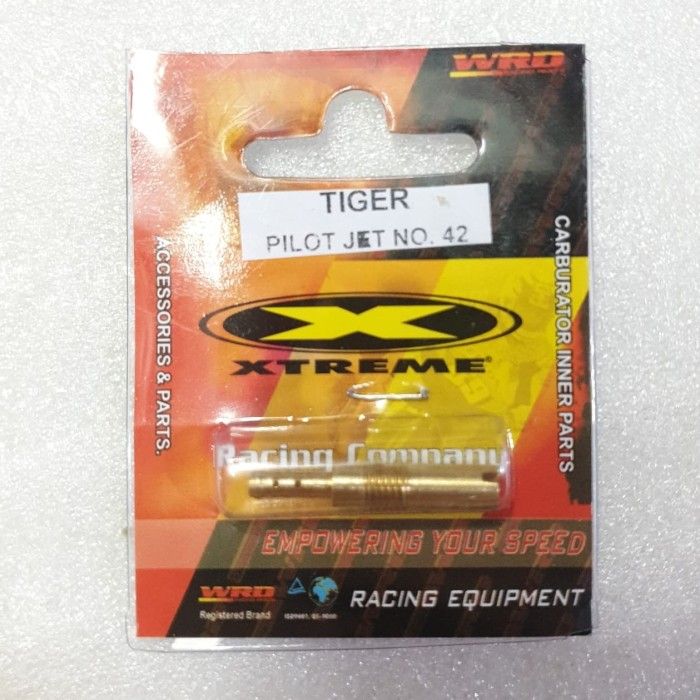 WRD
TIGER
PILOT JET NO. 42
ACCESSORIES & PARTS.
CARBURATOR INNER PARTS
X
XTREME®
Racing Company
EMPOWERING YOUR SPEED
WRD
Registered Brand
RACING EQUIPMENT